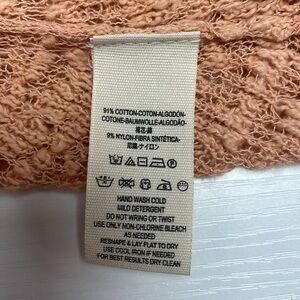 91% COTTON-COTON-ALGODÓN-
COTONE-BAUMWOLLE-ALGODÃO-
棉花/綿
9% NYLON-FIBRA SINTÉTICA-
尼龍/ナイロン
HAND WASH COLD
MILD DETERGENT
DO NOT WRING OR TWIST
USE ONLY NON-CHLORINE BLEACH
AS NEEDED
RESHAPE & LAY FLAT TO DRY
USE COOL IRON IF NEEDED
FOR BEST RESULTS DRY CLEAN